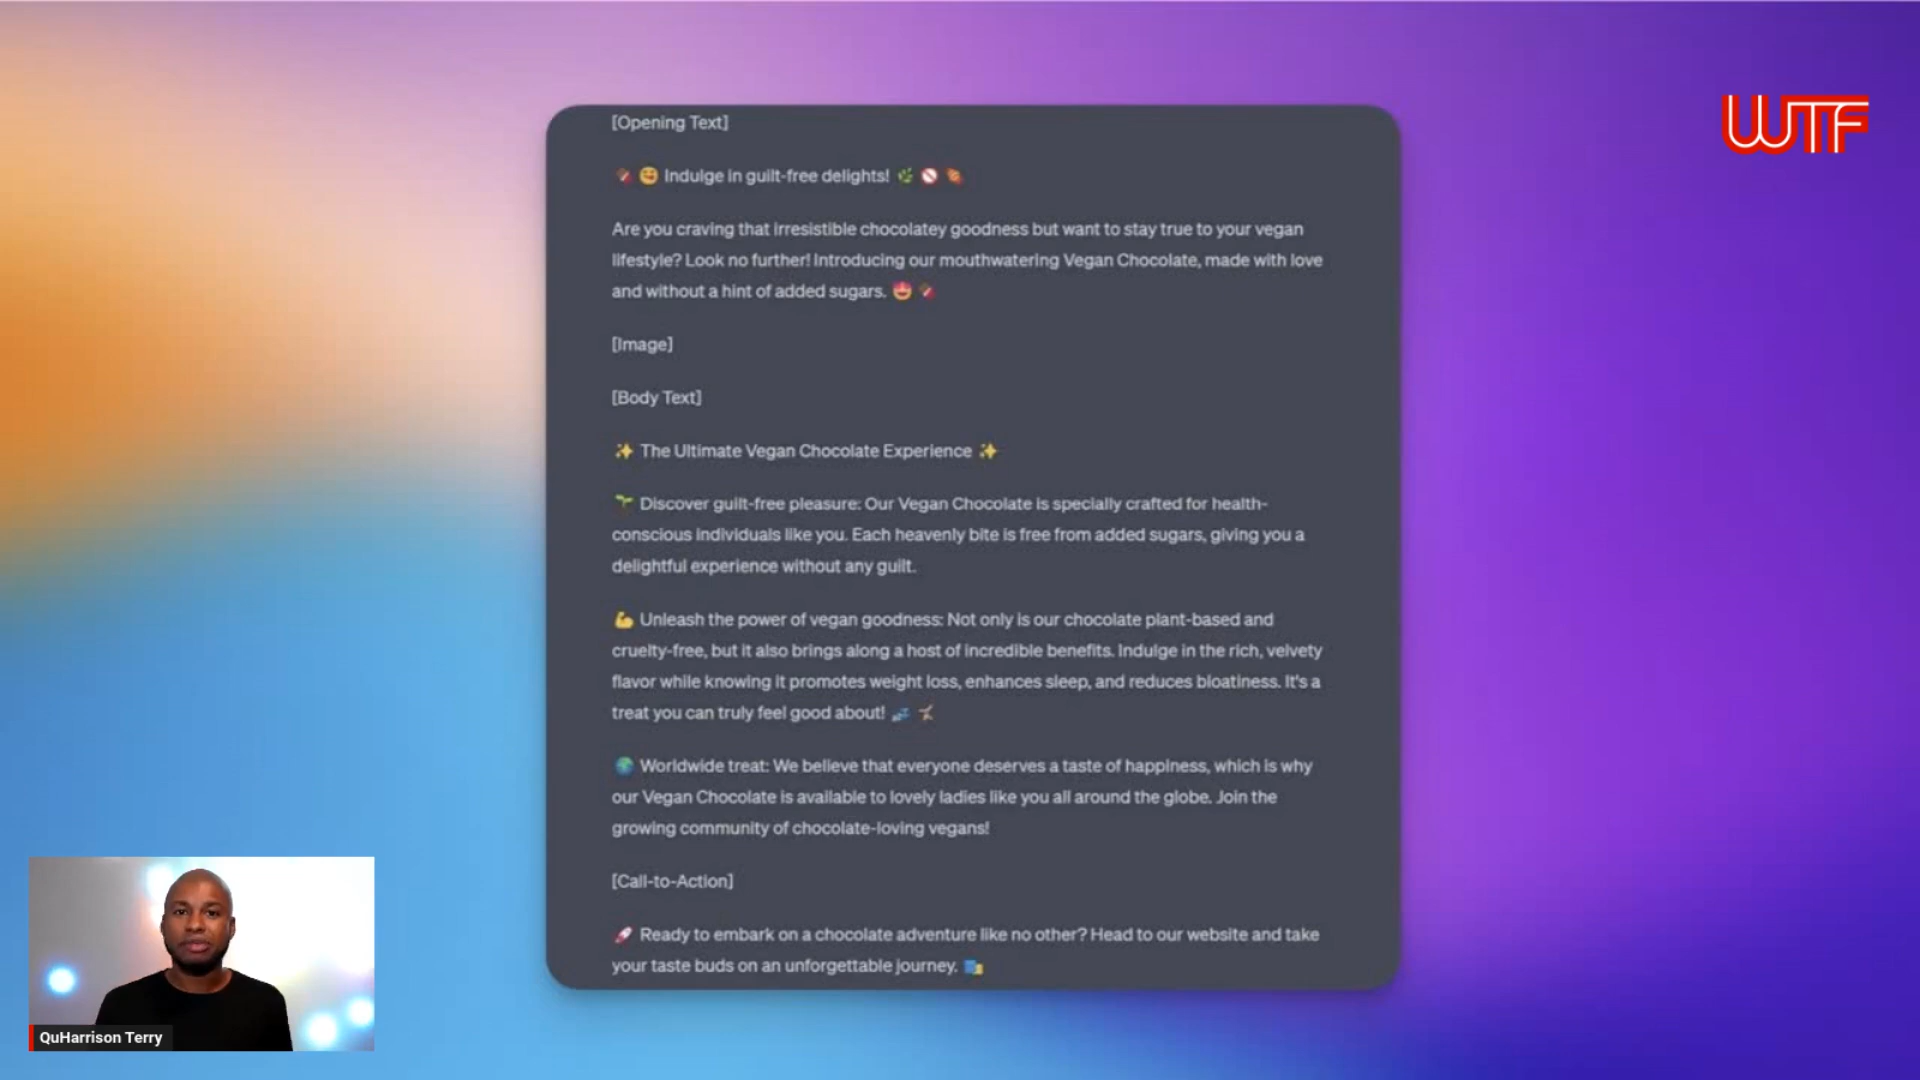 [Opening Text]
🍫 😋 Indulge in guilt-free delights! 🌿 🚫 🍬
Are you craving that irresistible chocolatey goodness but want to stay true to your vegan
lifestyle? Look no further! Introducing our mouthwatering Vegan Chocolate, made with love
and without a hint of added sugars. 😍 🍫
[Image]
[Body Text]
✨ The Ultimate Vegan Chocolate Experience ✨
🌱 Discover guilt-free pleasure: Our Vegan Chocolate is specially crafted for health-
conscious individuals like you. Each heavenly bite is free from added sugars, giving you a
delightful experience without any guilt.
💪 Unleash the power of vegan goodness: Not only is our chocolate plant-based and
cruelty-free, but it also brings along a host of incredible benefits. Indulge in the rich, velvety
flavor while knowing it promotes weight loss, enhances sleep, and reduces bloatiness. It's a
treat you can truly feel good about! 💤 🤸
🌍 Worldwide treat: We believe that everyone deserves a taste of happiness, which is why
our Vegan Chocolate is available to lovely ladies like you all around the globe. Join the
growing community of chocolate-loving vegans!
[Call-to-Action]
🚀 Ready to embark on a chocolate adventure like no other? Head to our website and take
your taste buds on an unforgettable journey. 🛍️
WTF
QuHarrison Terry